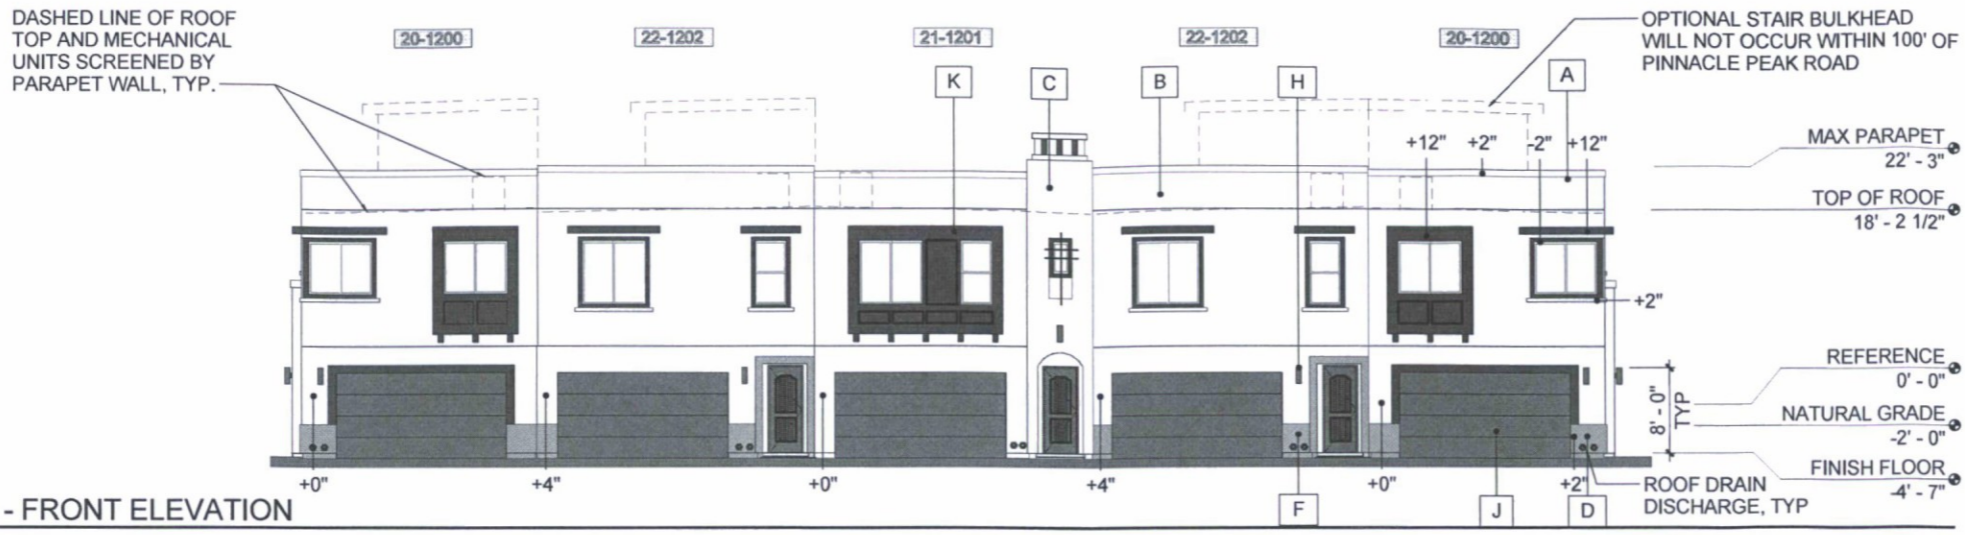 DASHED LINE OF ROOF
TOP AND MECHANICAL
UNITS SCREENED BY
PARAPET WALL, TYP.
20-1200
22-1202
21-1201
22-1202
20-1200
OPTIONAL STAIR BULKHEAD
WILL NOT OCCUR WITHIN 100' OF
PINNACLE PEAK ROAD
K
C
B
H
A
+12"
+2"
-2"
+12"
MAX PARAPET
22' - 3"
TOP OF ROOF
18' - 2 1/2"
+2"
REFERENCE
0' - 0"
8' - 0"
TYP
NATURAL GRADE
-2' - 0"
FINISH FLOOR
-4' - 7"
+0"
+4"
+0"
+4"
+0"
+2"
ROOF DRAIN
DISCHARGE, TYP
F
J
D
- FRONT ELEVATION